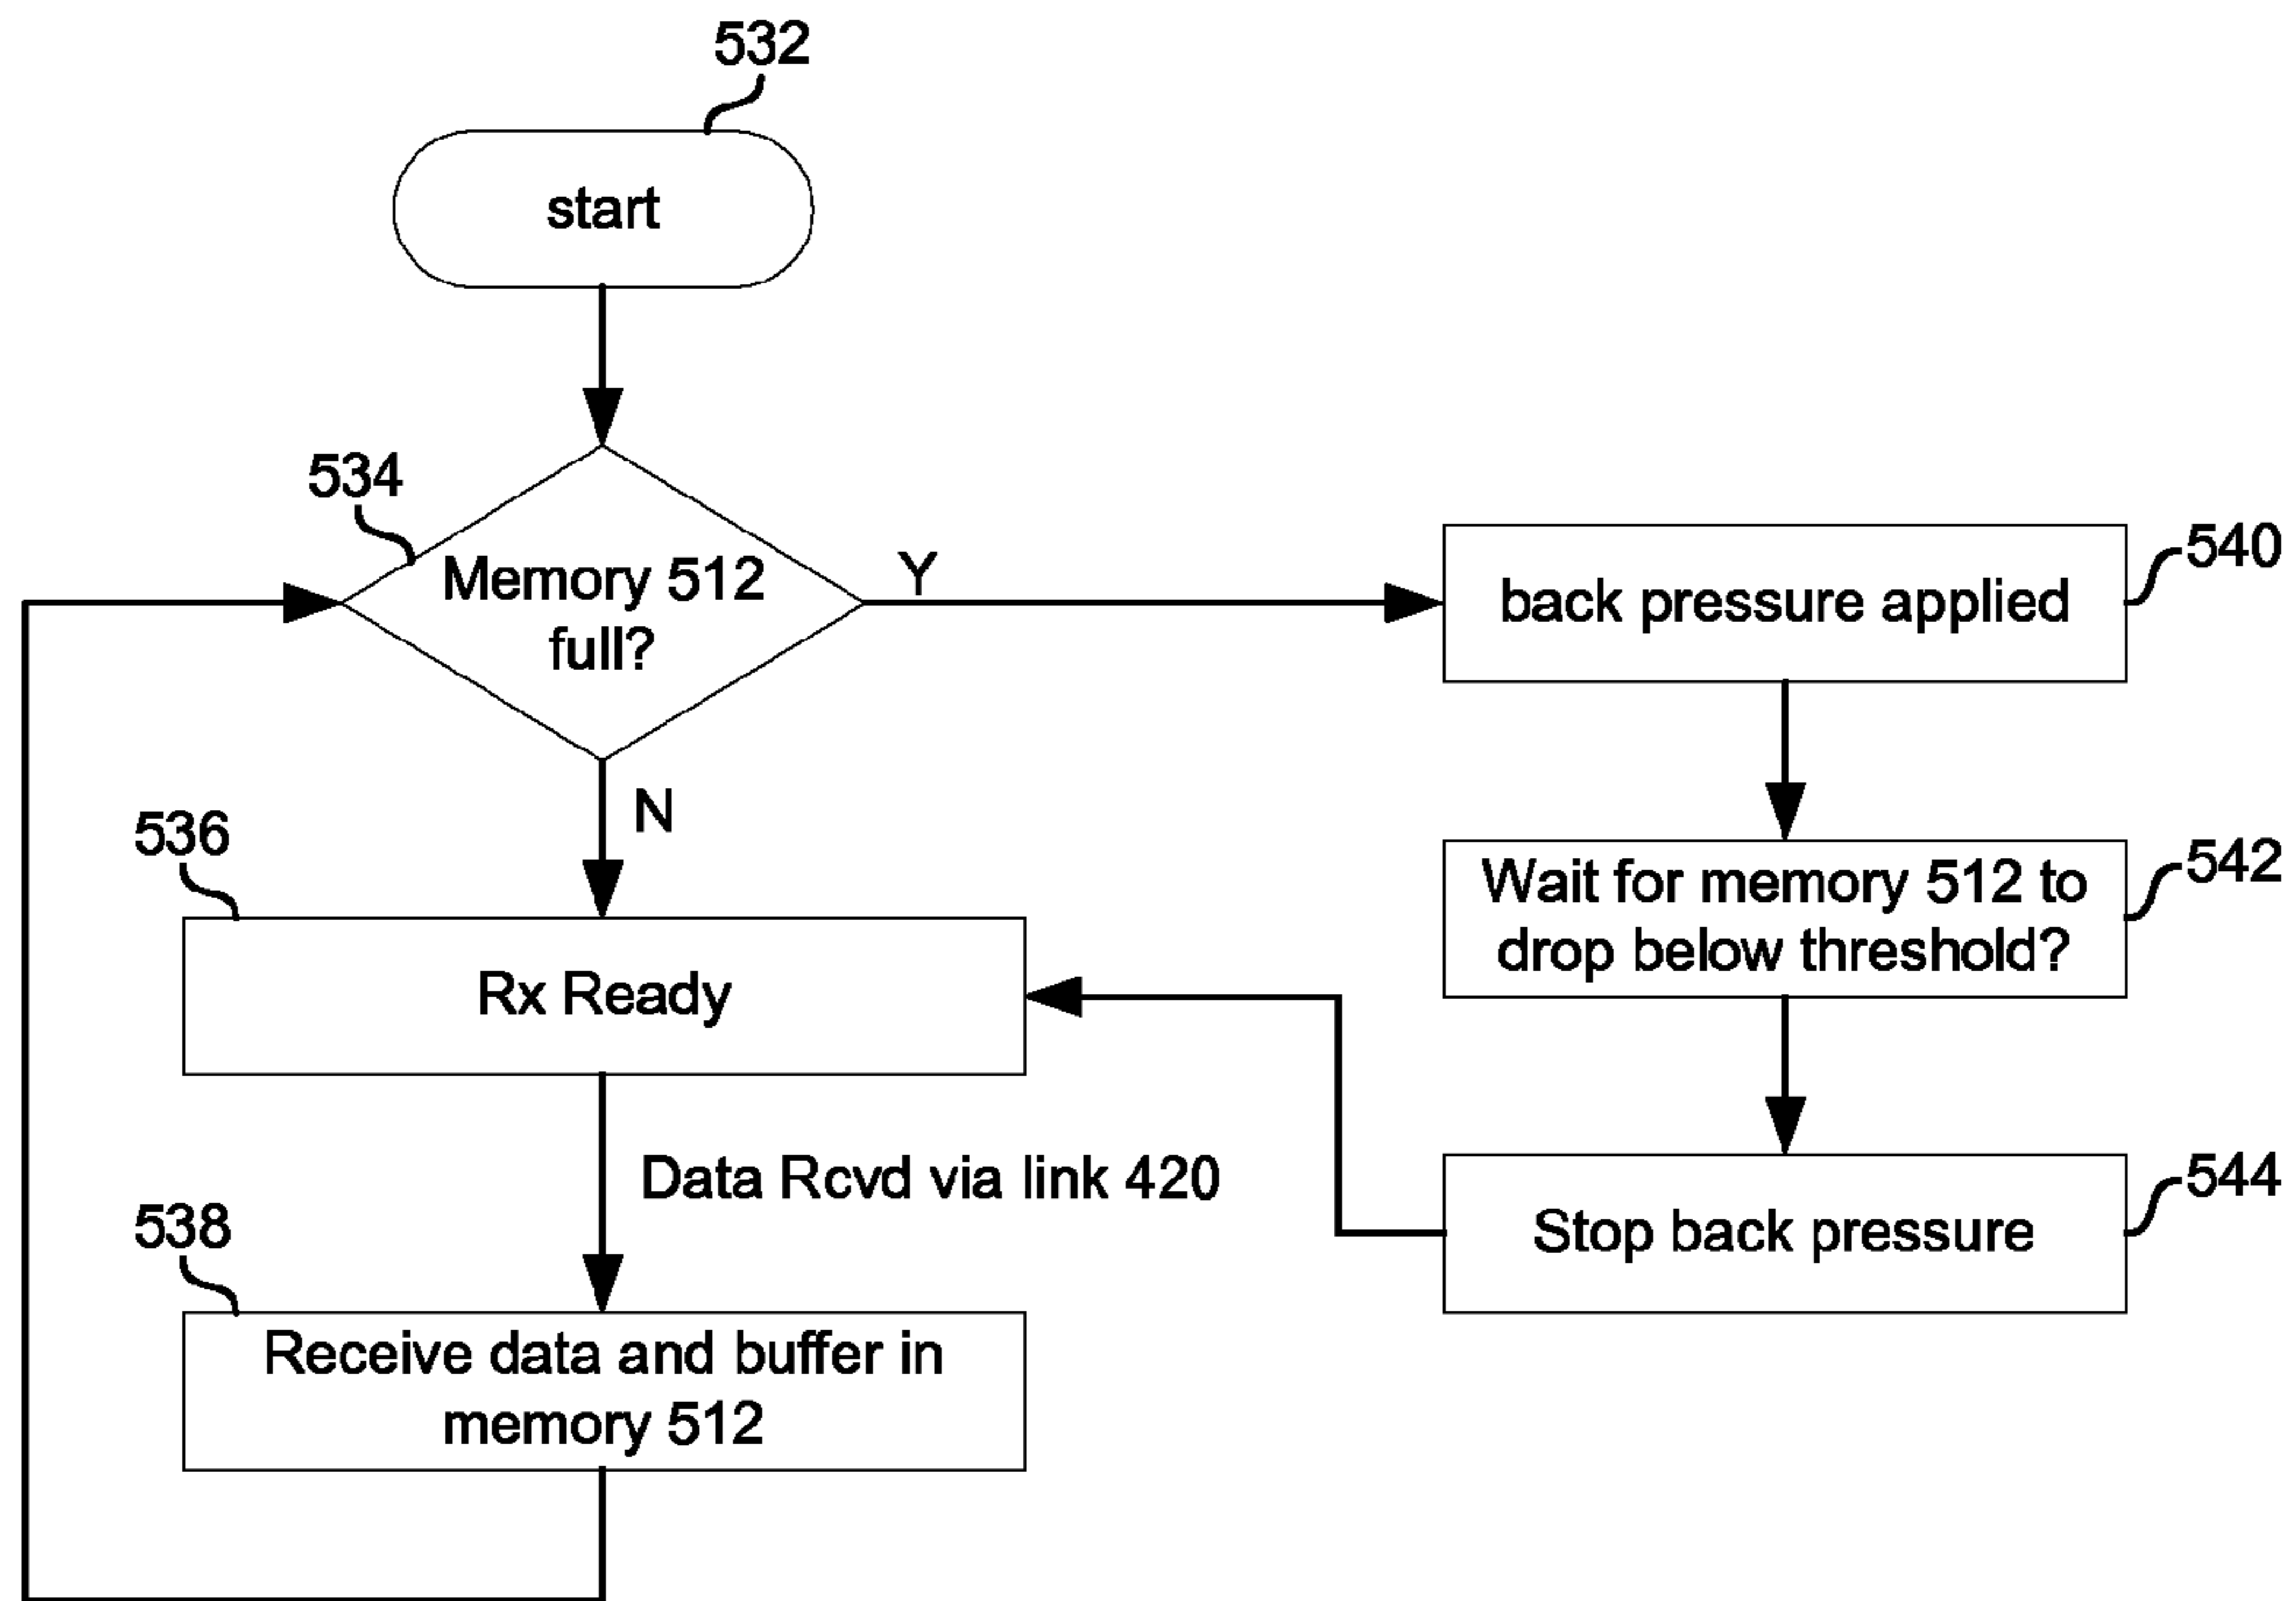 532
start
534
Memory 512
full?
Y
N
540
back pressure applied
536
Rx Ready
542
Wait for memory 512 to
drop below threshold?
Data Rcvd via link 420
544
Stop back pressure
538
Receive data and buffer in
memory 512